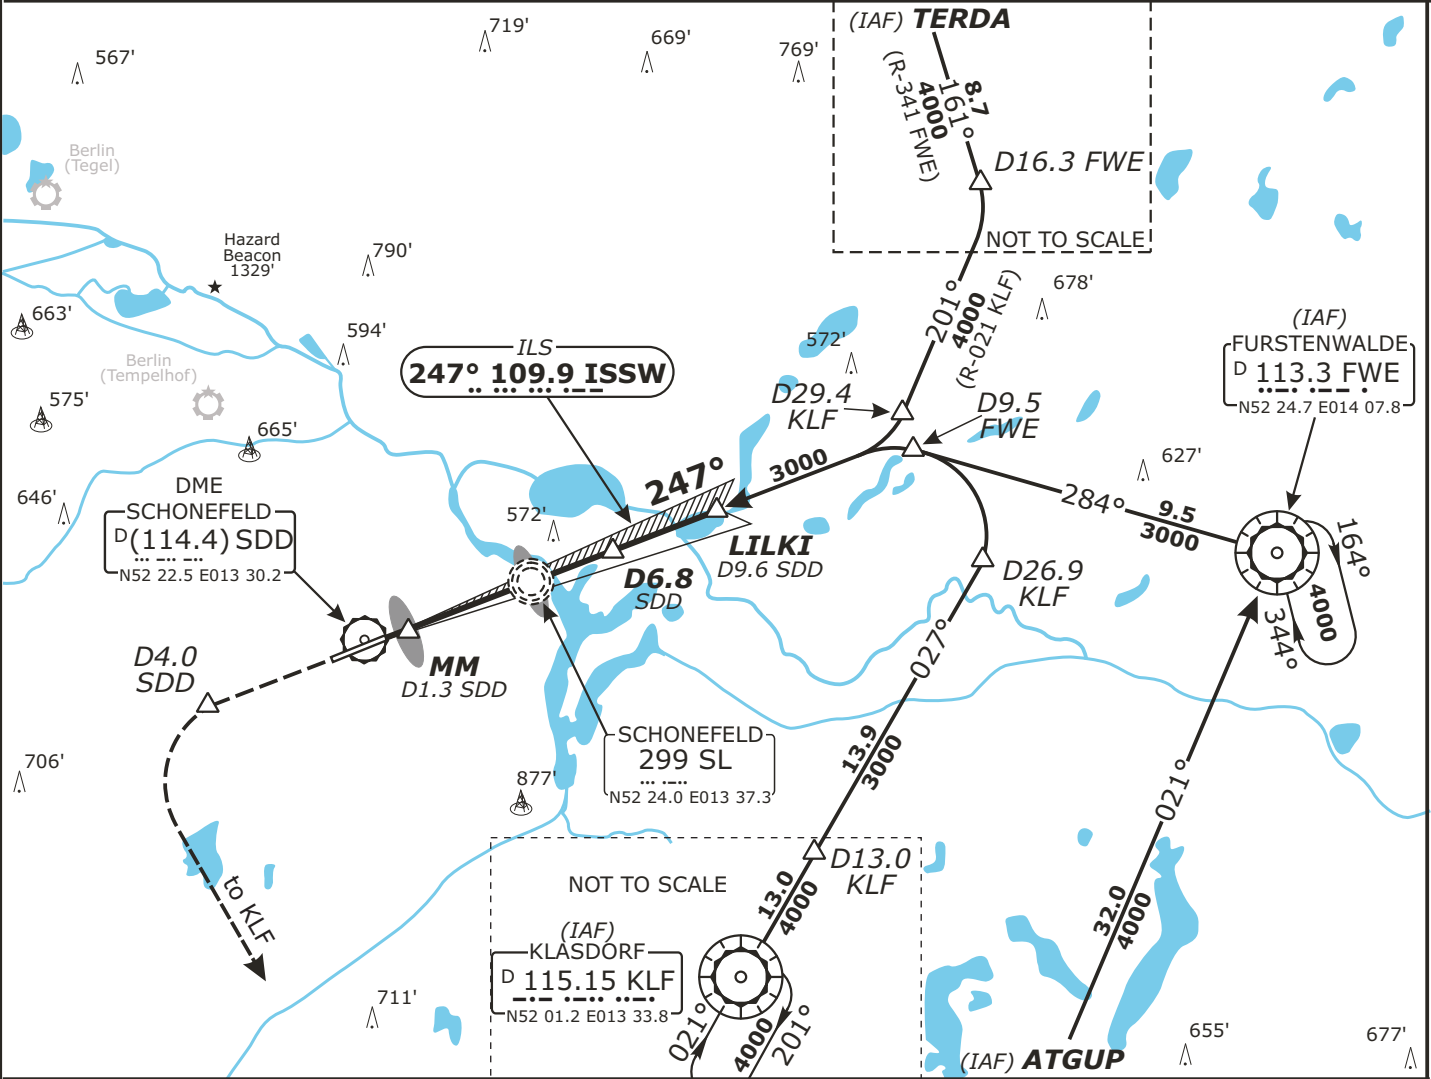 719'
669'
769'
567'
(IAF) TERDA
8.7
161°
4000
(R-341 FWE)
D16.3 FWE
NOT TO SCALE
Berlin
(Tegel)
Hazard
Beacon
1329'
790'
663'
594'
Berlin
(Tempelhof)
575'
665'
646'
572'
678'
201°
4000
(R-021 KLF)
ILS
247° 109.9 ISSW
D29.4
KLF
D9.5
FWE
(IAF)
FURSTENWALDE
D 113.3 FWE
N52 24.7 E014 07.8
627'
3000
247°
284°
9.5
3000
164°
4000
344°
DME
SCHONEFELD
D (114.4) SDD
N52 22.5 E013 30.2
572'
LILKI
D9.6 SDD
D6.8
SDD
D26.9
KLF
D4.0
SDD
MM
D1.3 SDD
027°
SCHONEFELD
299 SL
N52 24.0 E013 37.3
13.9
3000
021°
706'
877'
to KLF
NOT TO SCALE
D13.0
KLF
13.0
4000
32.0
4000
(IAF)
KLASDORF
D 115.15 KLF
N52 01.2 E013 33.8
021°
4000
201°
711'
(IAF) ATGUP
655'
677'